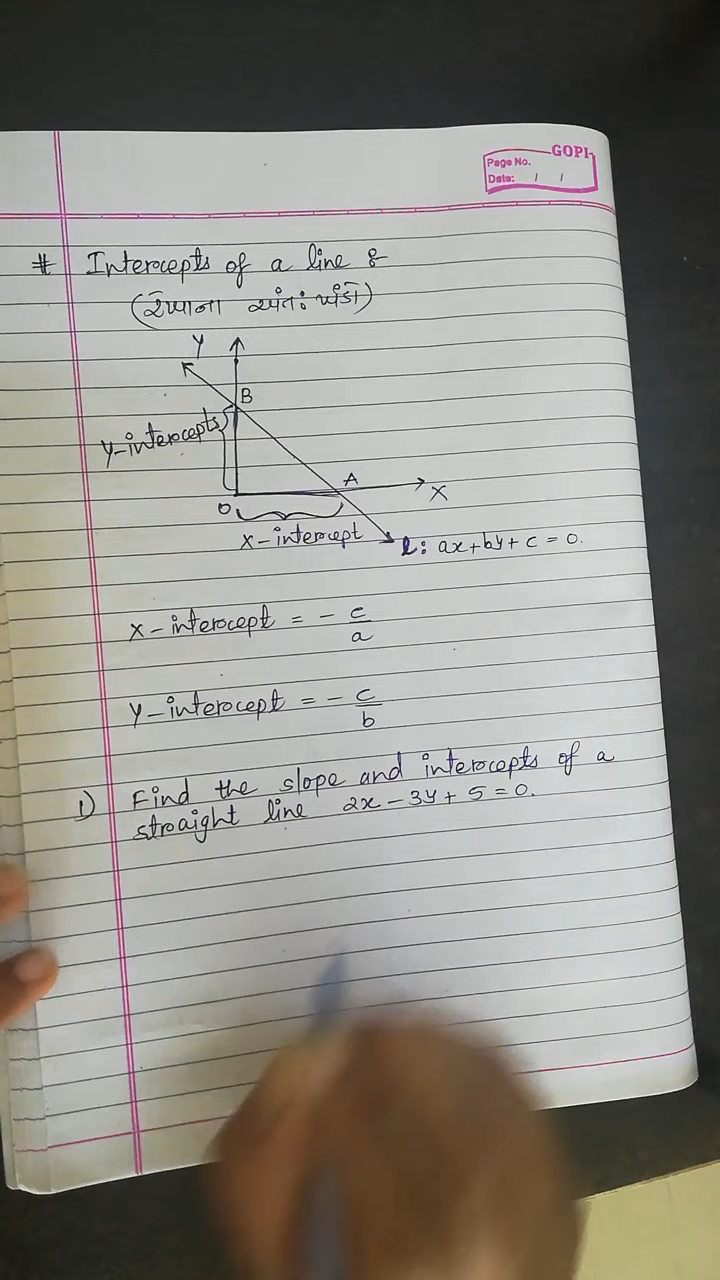 GOPI
Page No.
Date: / /
# Intercepts of a line :-
(રેખાના અંત: ખંડો)
Y
B
Y-intercepts
A
X
O
X-intercept
l: ax+by+c=0.
X-intercept = - c/a
Y-intercept = - c/b
1) Find the slope and intercepts of a
straight line 2x-3y+5=0.